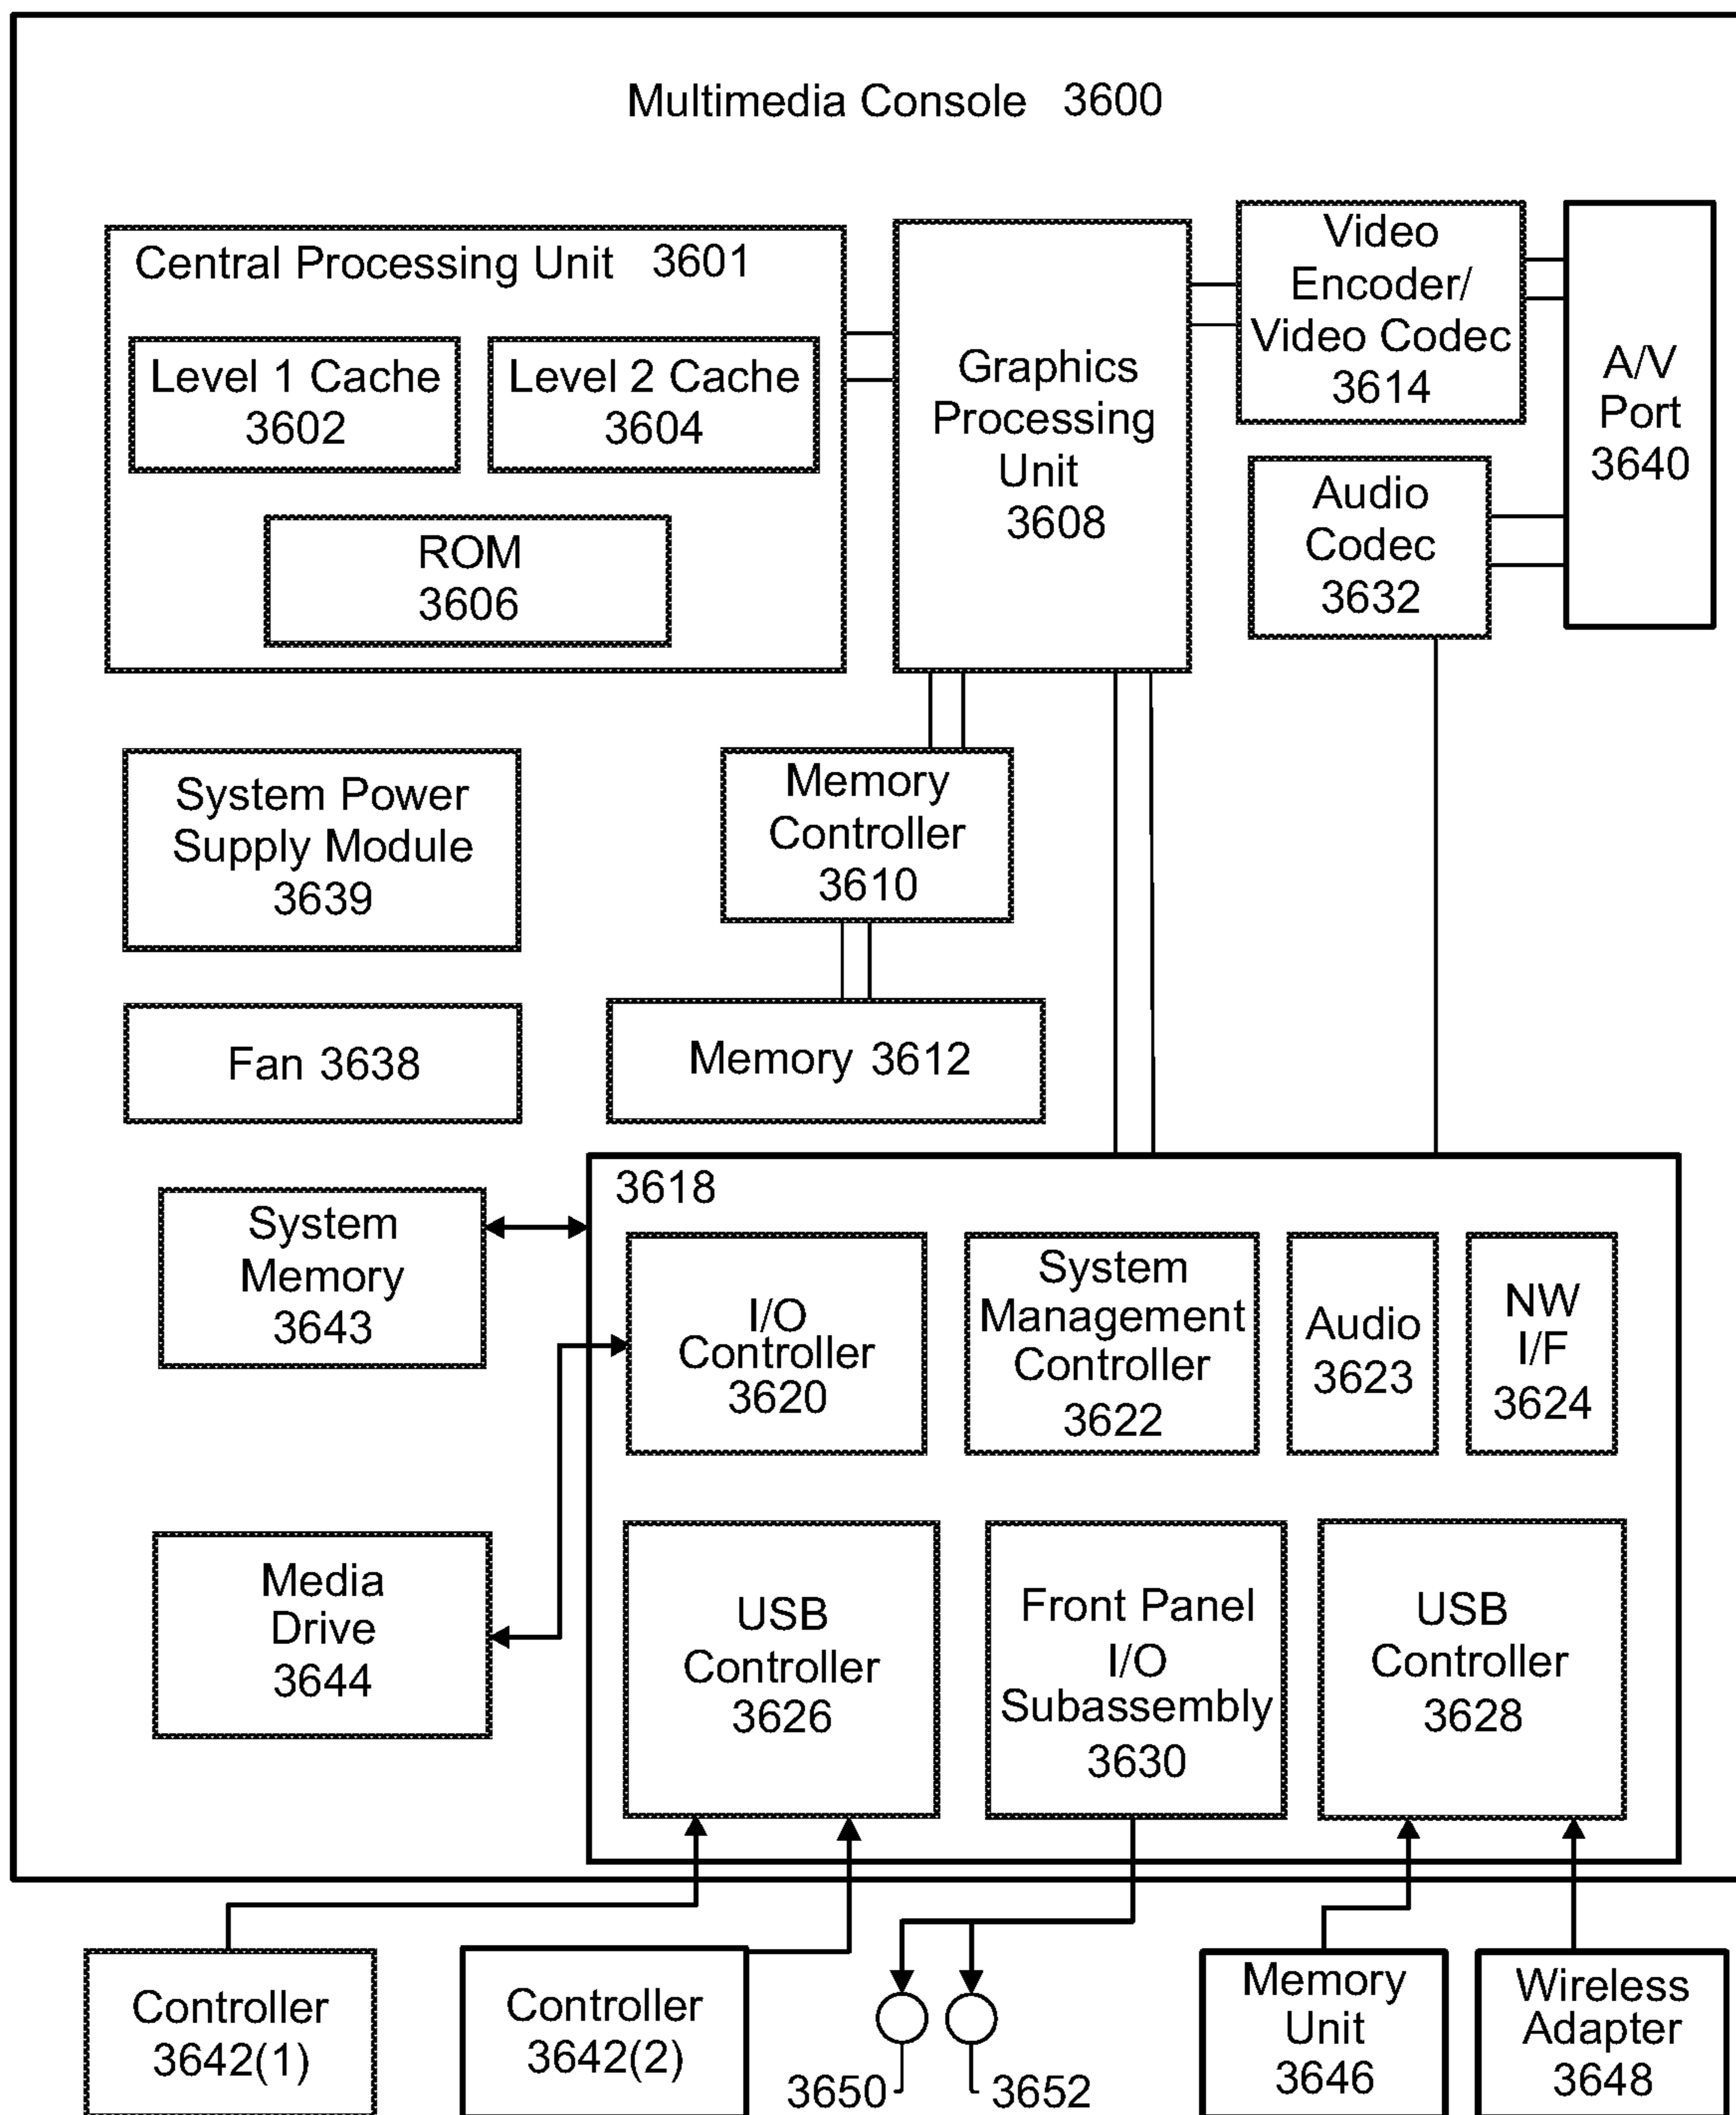 Multimedia Console 3600
Central Processing Unit 3601
Level 1 Cache
3602
Level 2 Cache
3604
ROM
3606
Graphics
Processing
Unit
3608
Video
Encoder/
Video Codec
3614
A/V
Port
3640
Audio
Codec
3632
System Power
Supply Module
3639
Memory
Controller
3610
Fan 3638
Memory 3612
System
Memory
3643
3618
I/O
Controller
3620
System
Management
Controller
3622
Audio
3623
NW
I/F
3624
Media
Drive
3644
USB
Controller
3626
Front Panel
I/O
Subassembly
3630
USB
Controller
3628
Controller
3642(1)
Controller
3642(2)
3650
3652
Memory
Unit
3646
Wireless
Adapter
3648